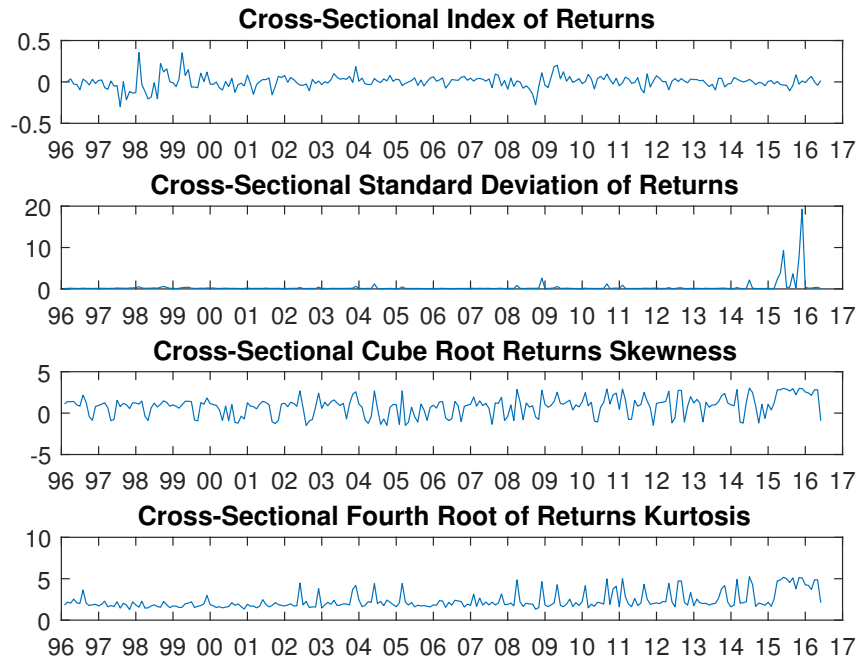 Cross-Sectional Index of Returns
0.5
0
-0.5
96 97 98 99 00 01 02 03 04 05 06 07 08 09 10 11 12 13 14 15 16 17
Cross-Sectional Standard Deviation of Returns
20
10
0
96 97 98 99 00 01 02 03 04 05 06 07 08 09 10 11 12 13 14 15 16 17
Cross-Sectional Cube Root Returns Skewness
5
0
-5
96 97 98 99 00 01 02 03 04 05 06 07 08 09 10 11 12 13 14 15 16 17
Cross-Sectional Fourth Root of Returns Kurtosis
10
5
0
96 97 98 99 00 01 02 03 04 05 06 07 08 09 10 11 12 13 14 15 16 17